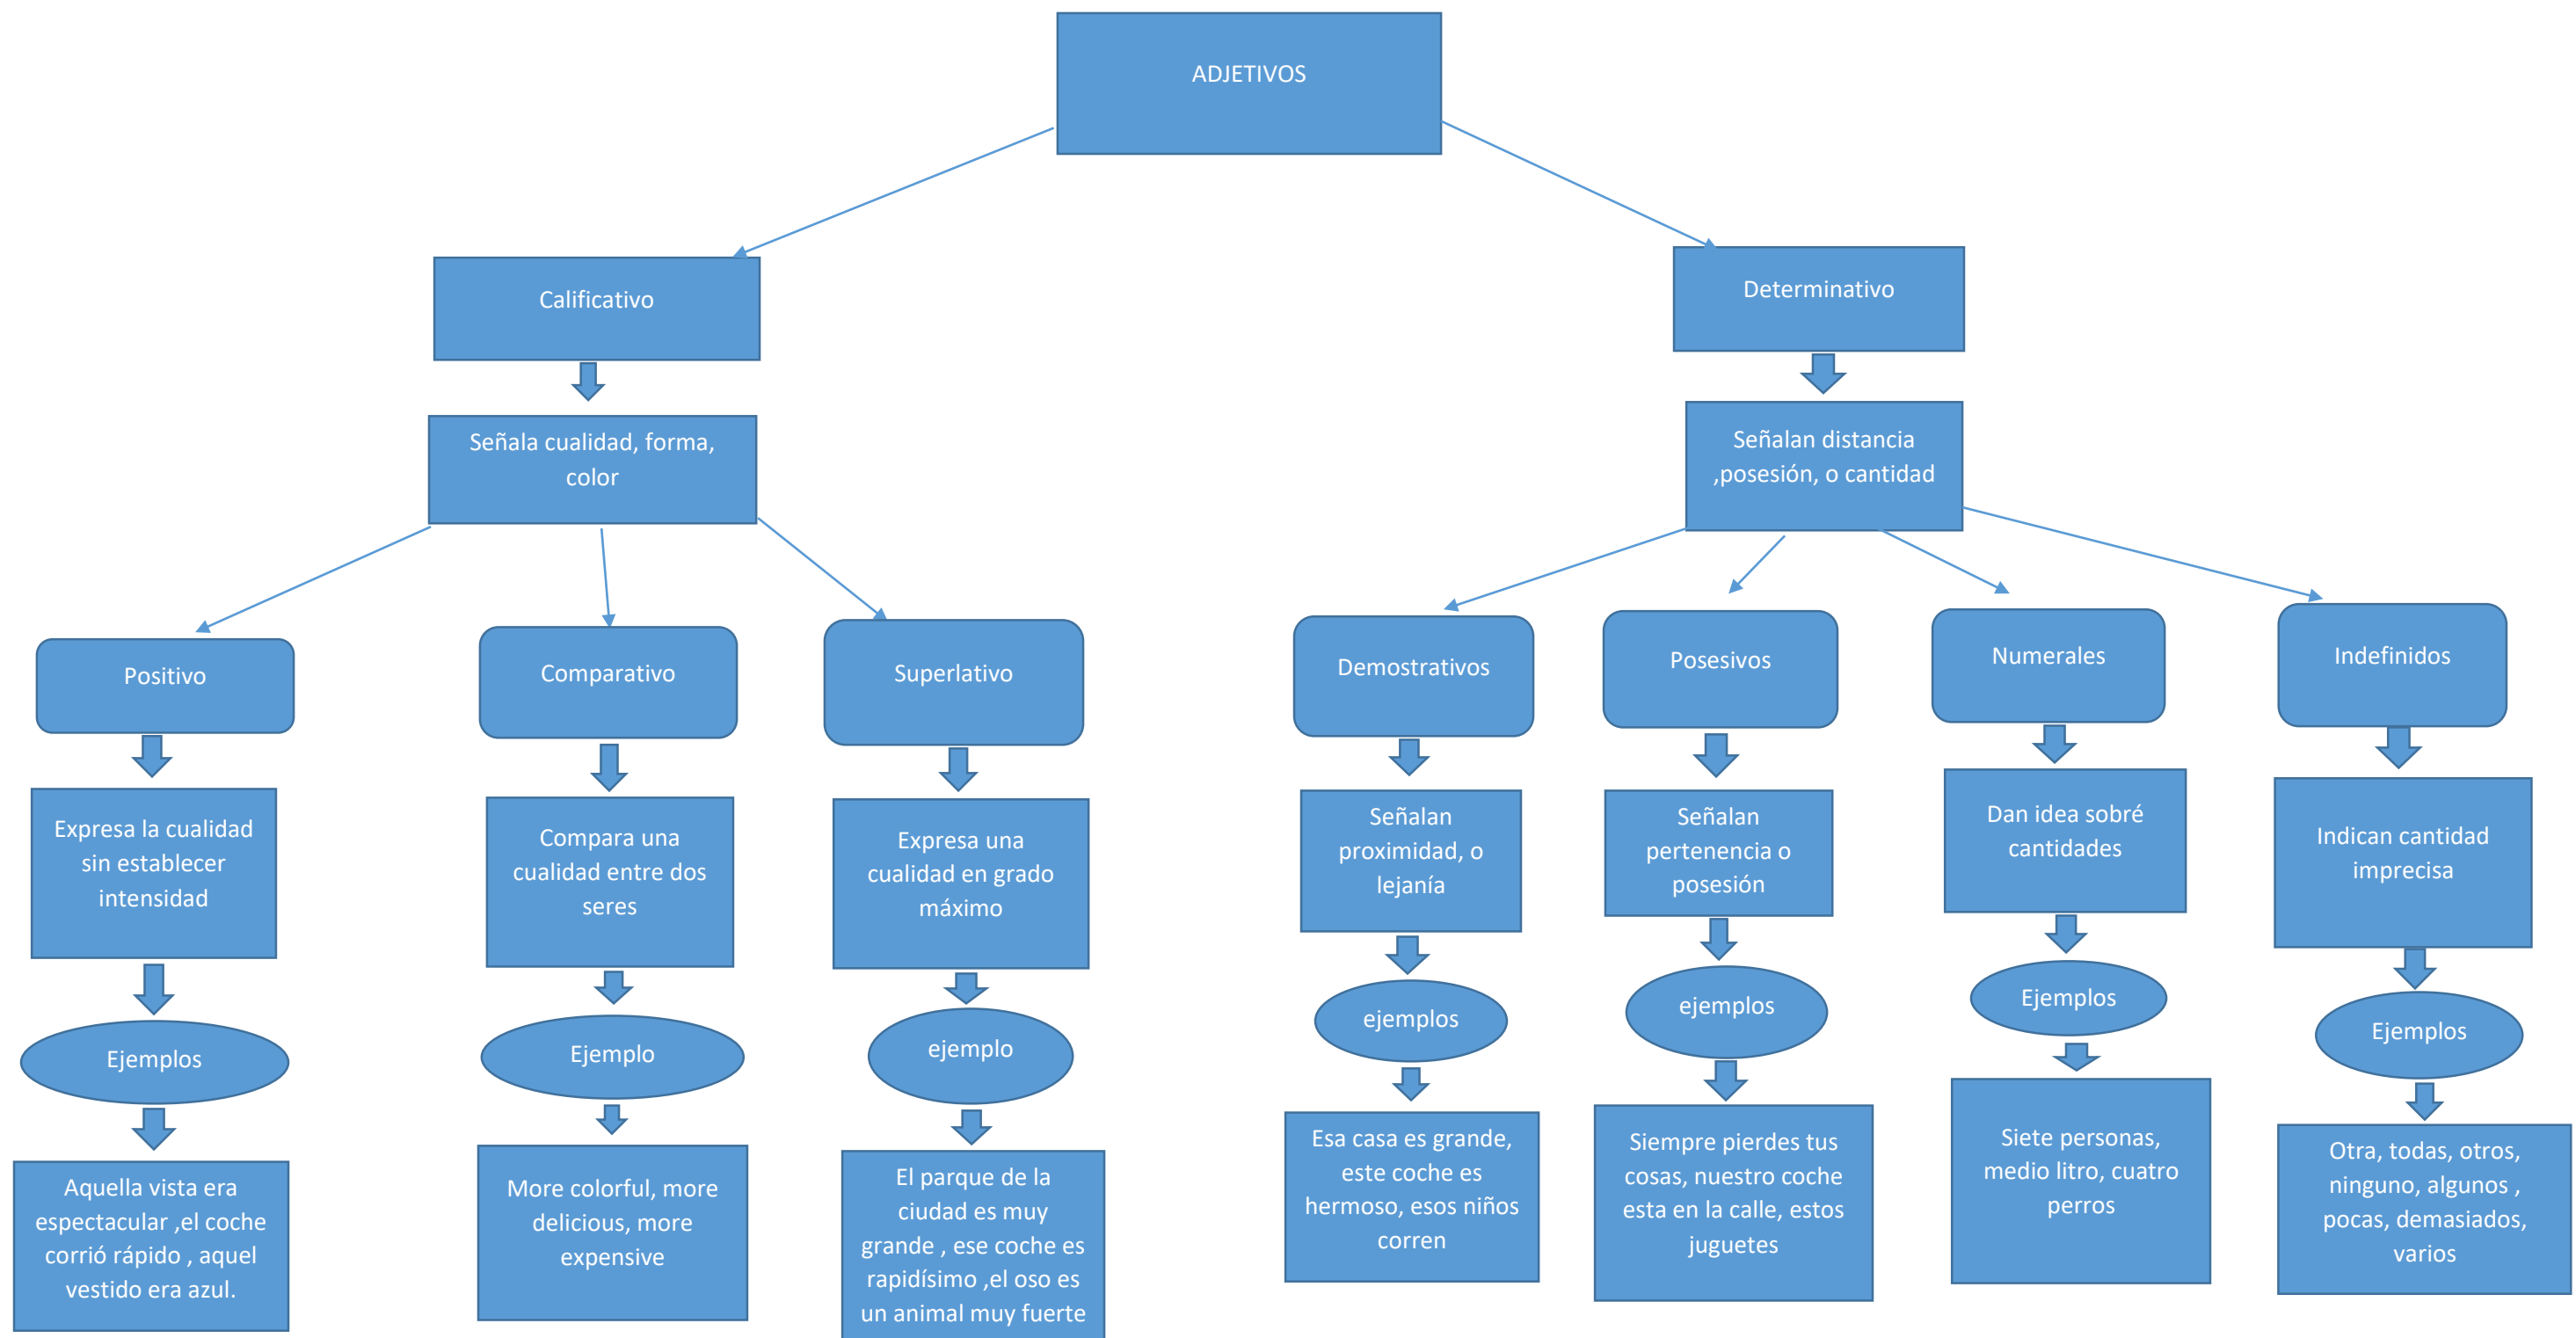 ADJETIVOS
Calificativo
Determinativo
Señala cualidad, forma,
color
Señalan distancia
,posesión, o cantidad
Positivo
Comparativo
Superlativo
Demostrativos
Posesivos
Numerales
Indefinidos
Expresa la cualidad
sin establecer
intensidad
Compara una
cualidad entre dos
seres
Expresa una
cualidad en grado
máximo
Señalan
proximidad, o
lejanía
Señalan
pertenencia o
posesión
Dan idea sobré
cantidades
Indican cantidad
imprecisa
Ejemplos
Ejemplo
ejemplo
ejemplos
ejemplos
Ejemplos
Ejemplos
Aquella vista era
espectacular ,el coche
corrió rápido , aquel
vestido era azul.
More colorful, more
delicious, more
expensive
El parque de la
ciudad es muy
grande , ese coche es
rapidísimo ,el oso es
un animal muy fuerte
Esa casa es grande,
este coche es
hermoso, esos niños
corren
Siempre pierdes tus
cosas, nuestro coche
esta en la calle, estos
juguetes
Siete personas,
medio litro, cuatro
perros
Otra, todas, otros,
ninguno, algunos ,
pocas, demasiados,
varios